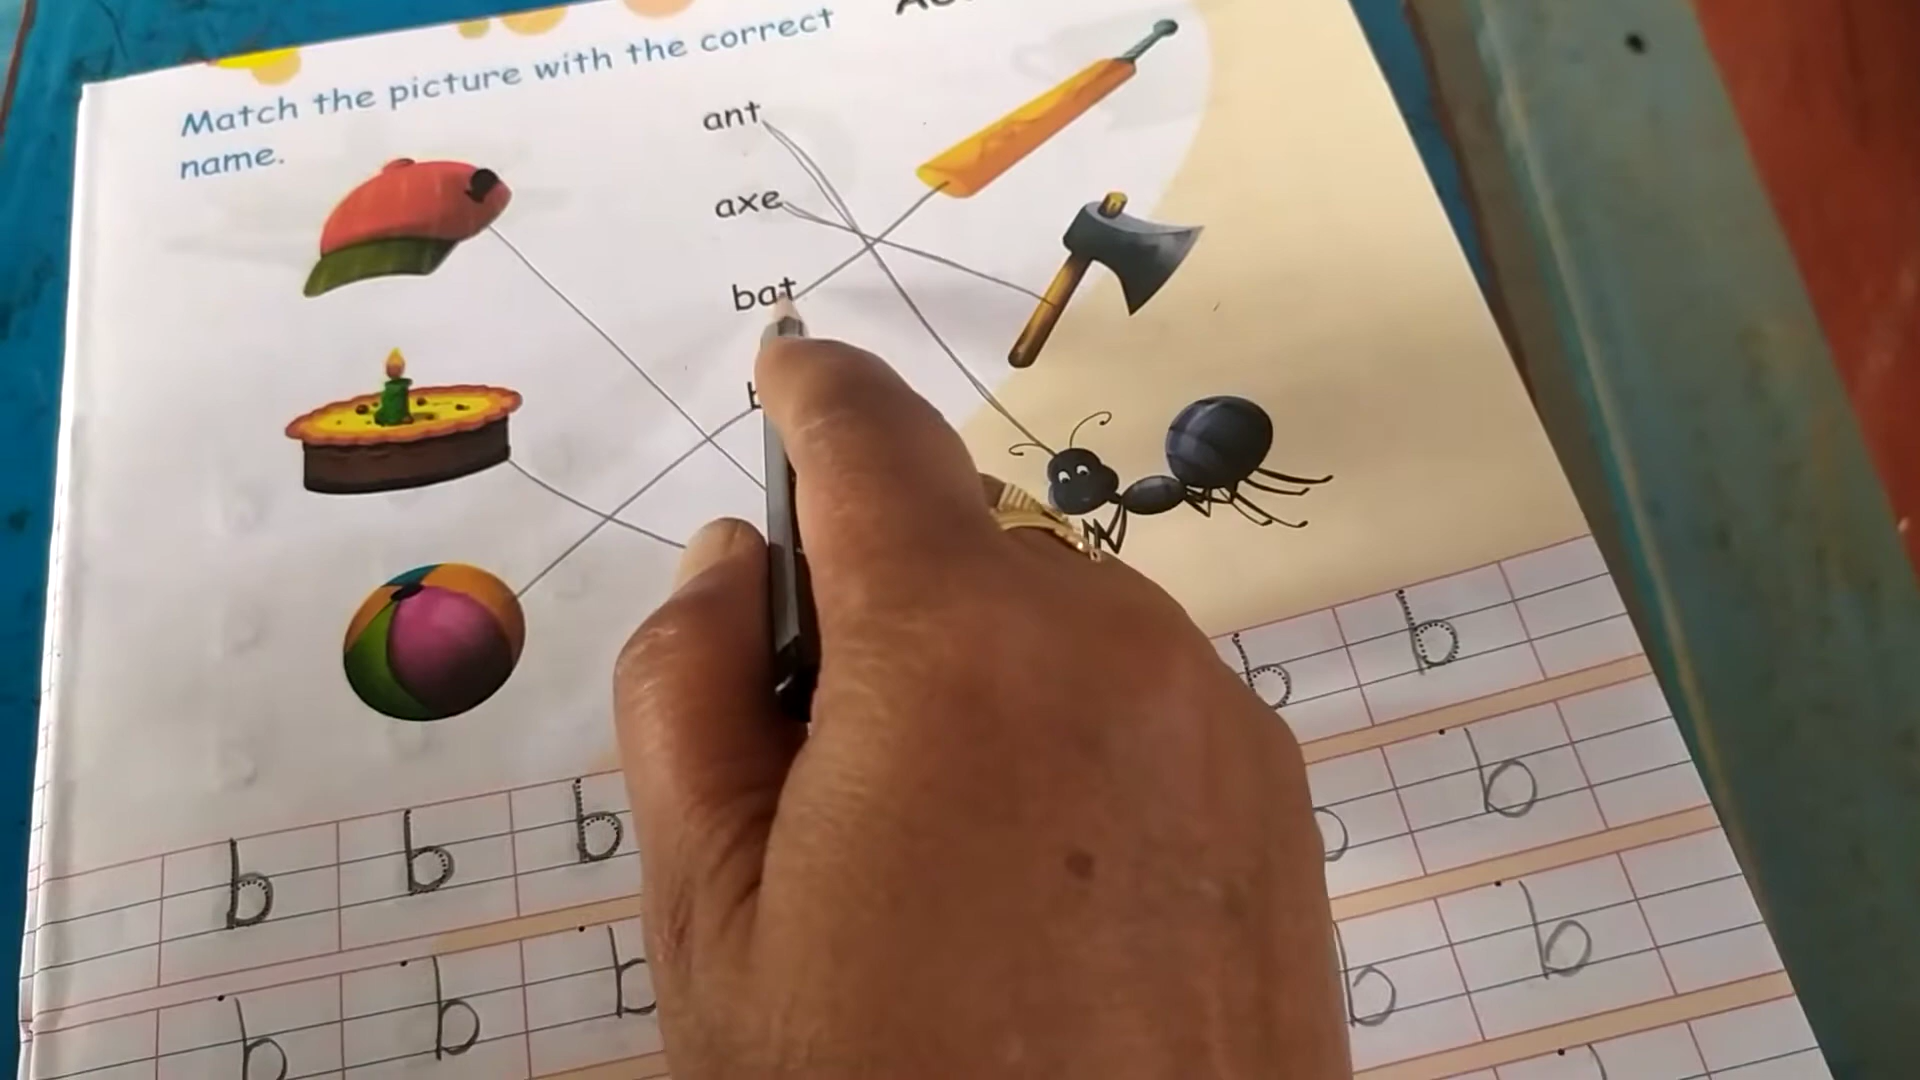 Match the picture with the correct
name.
ant
axe
bat
b b b b b
b b b b b
b b